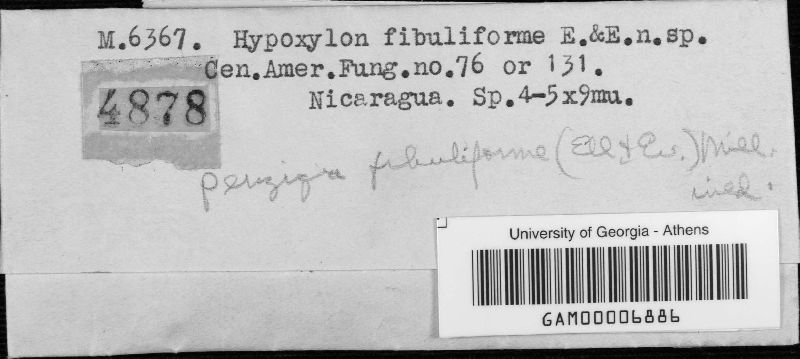 M.6367. Hypoxylon fibuliforme E.&E.n.sp.
Cen.Amer.Fung.no.76 or 131.
4878
Nicaragua. Sp.4-5x9mu.
penzigia fibuliforme (Ell & Ev.) Mill.
ined.
University of Georgia - Athens
GAM00006886